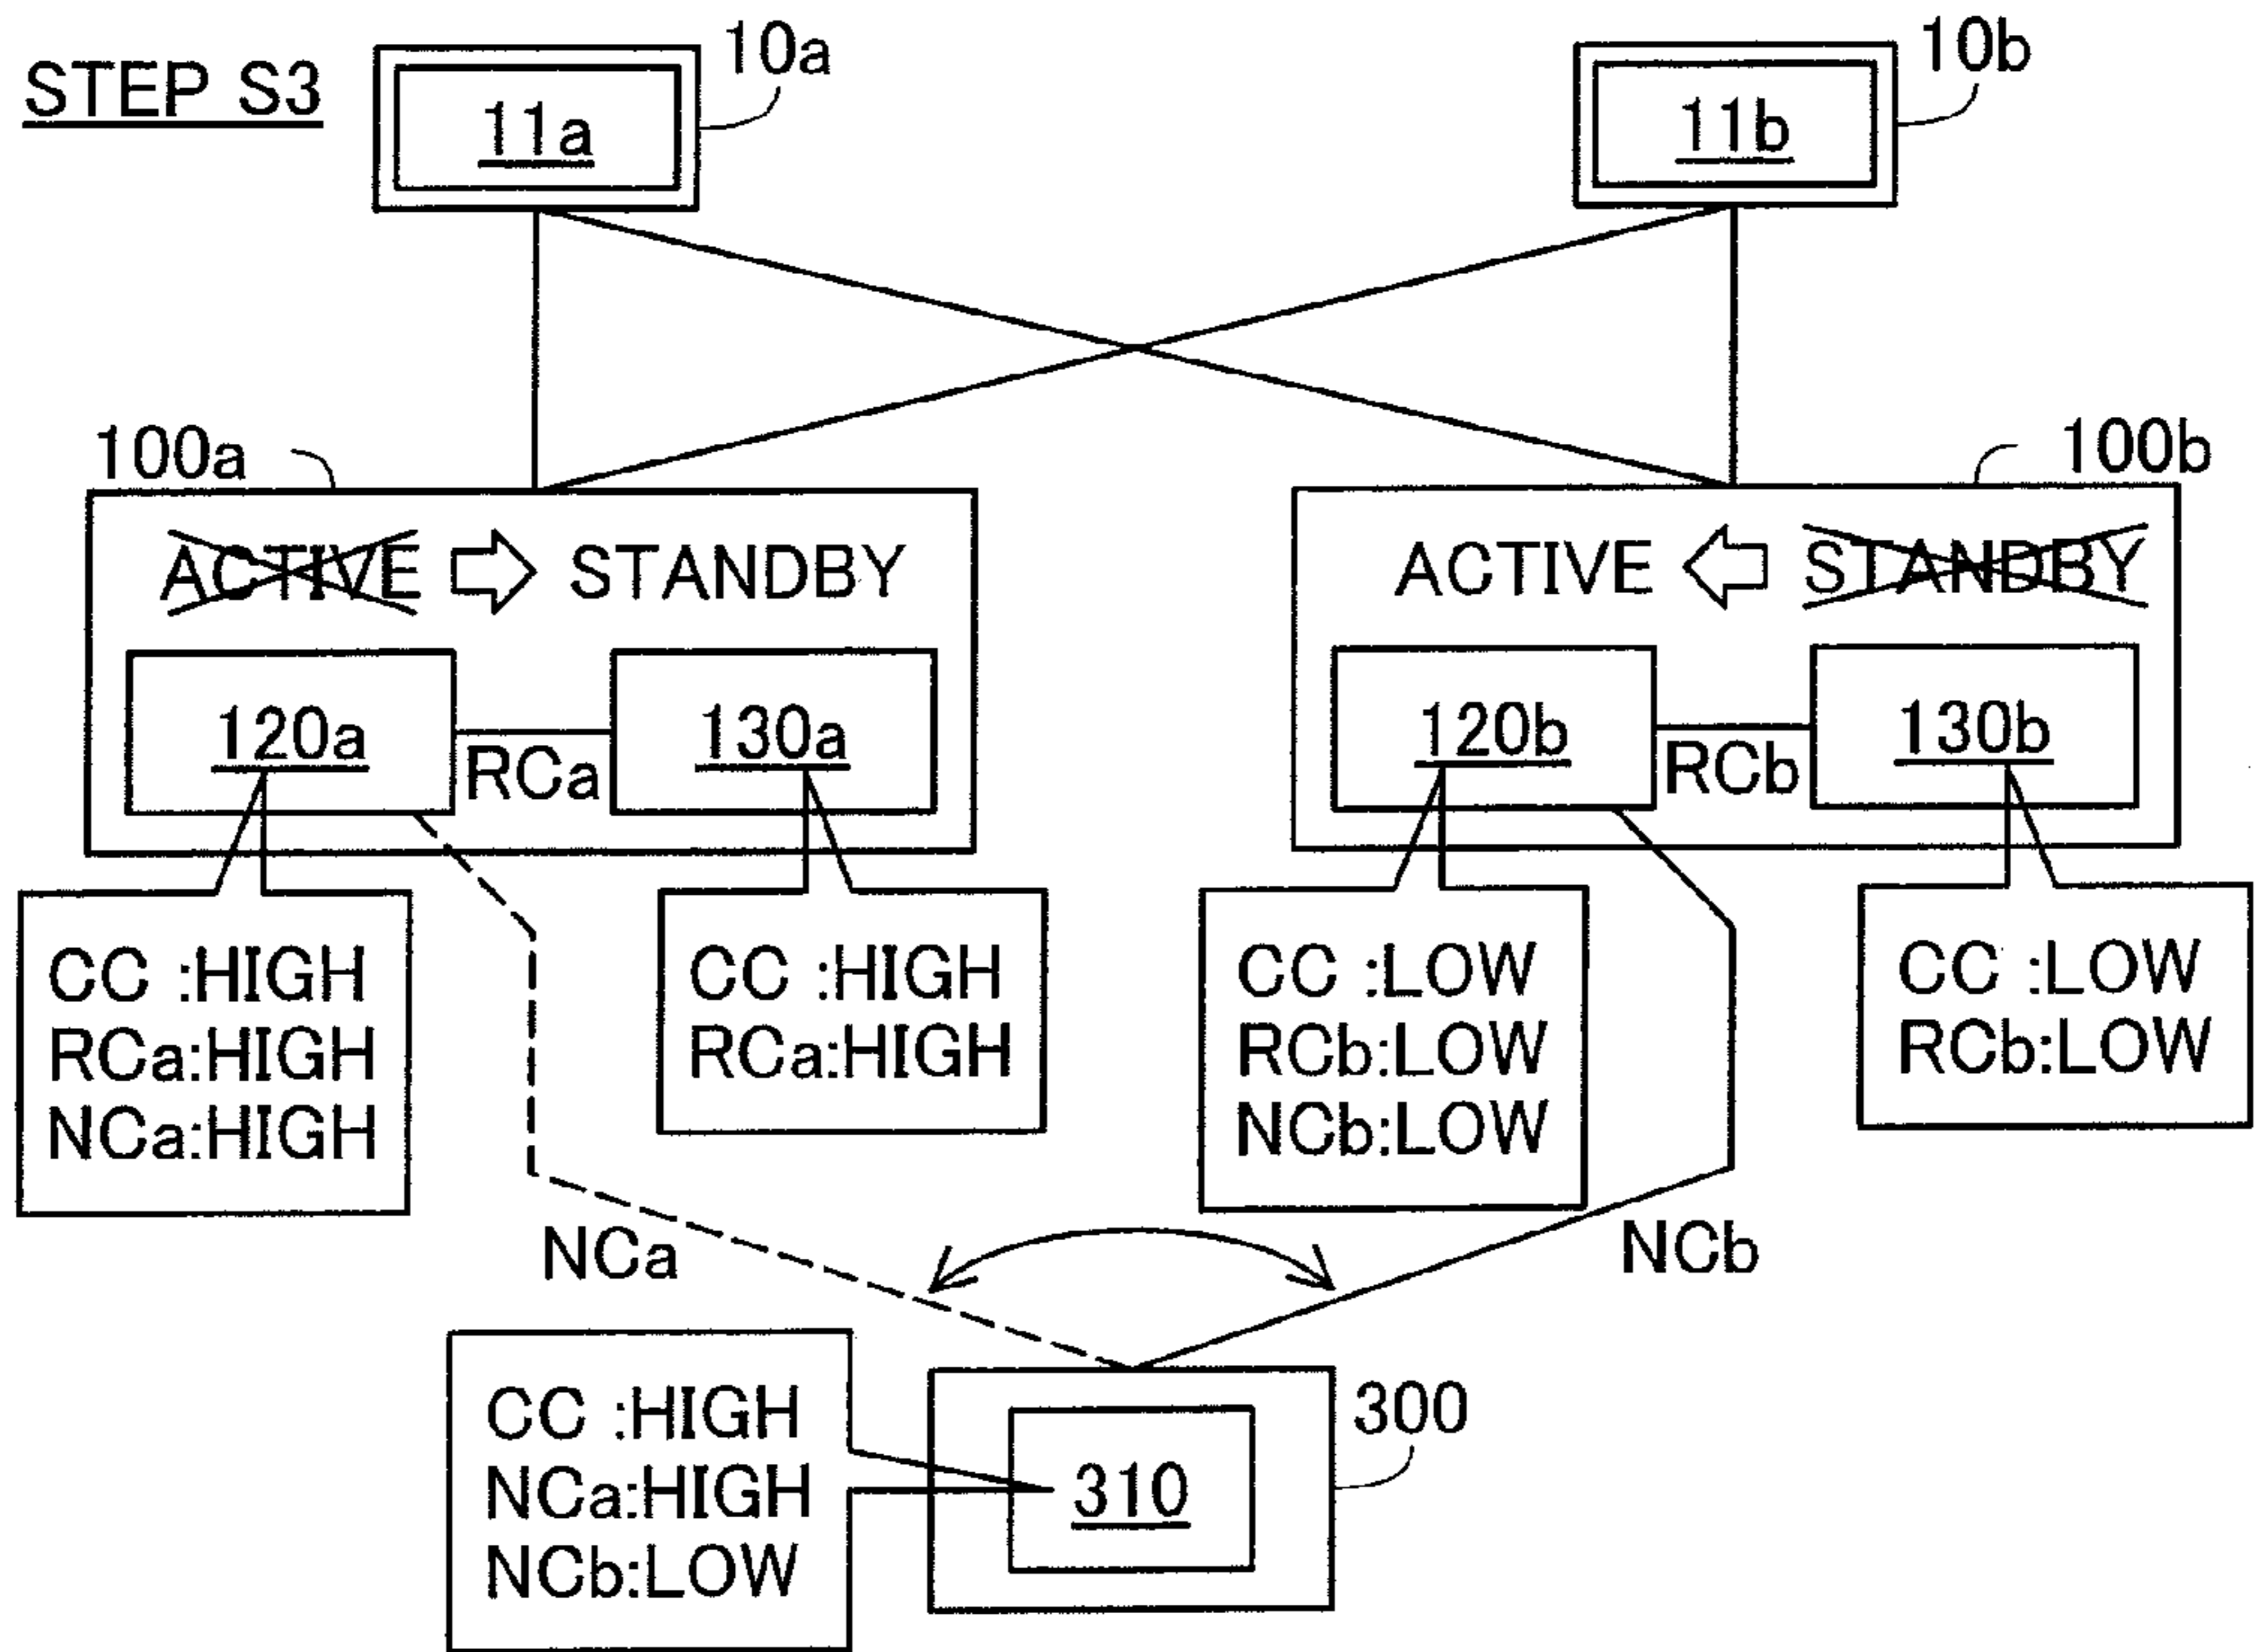 STEP S3
10a
10b
11a
11b
100a
100b
ACTIVE
STANDBY
ACTIVE
STANDBY
120a
RCa
130a
120b
RCb
130b
CC :HIGH
RCa:HIGH
NCa:HIGH
CC :HIGH
RCa:HIGH
CC :LOW
RCb:LOW
NCb:LOW
CC :LOW
RCb:LOW
NCa
NCb
CC :HIGH
NCa:HIGH
NCb:LOW
300
310